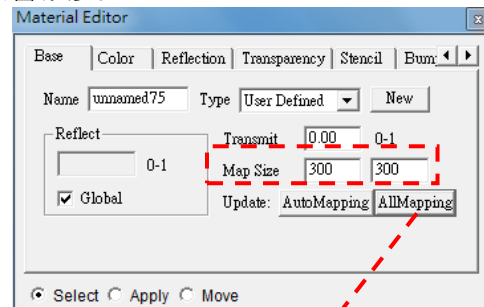 Material Editor
Base Color Reflection Transparency Stencil Bum
Name unnamed75 Type User Defined New
Reflect Transmit 0.00 0-1
0-1 Map Size 300 300
Global Update: AutoMapping AllMapping
Select Apply Move